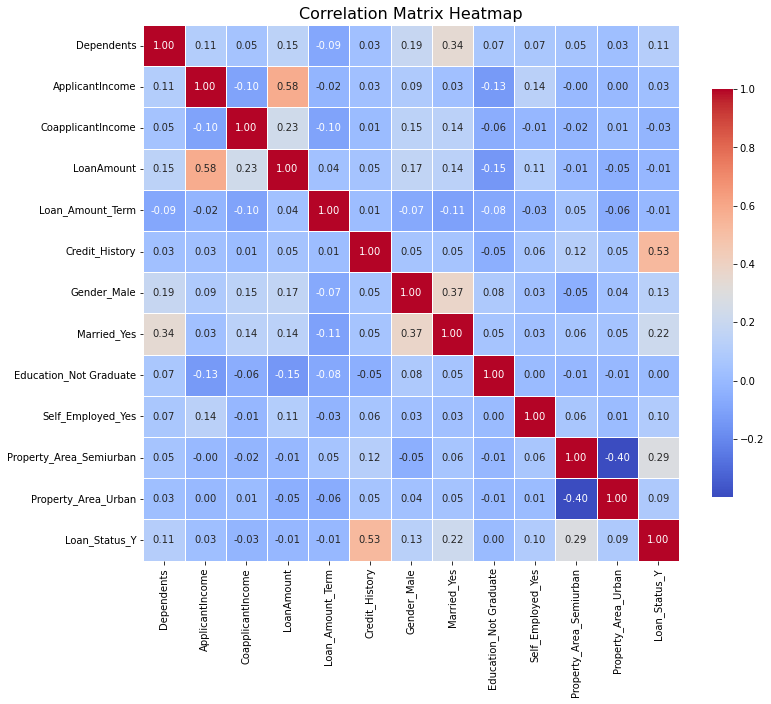 Correlation Matrix Heatmap
Dependents 1.00 0.11 0.05 0.15 -0.09 0.03 0.19 0.34 0.07 0.07 0.05 0.03 0.11
ApplicantIncome 0.11 1.00 -0.10 0.58 -0.02 0.03 0.09 0.03 -0.13 0.14 -0.00 0.00 0.03
CoapplicantIncome 0.05 -0.10 1.00 0.23 -0.10 0.01 0.15 0.14 -0.06 -0.01 -0.02 0.01 -0.03
LoanAmount 0.15 0.58 0.23 1.00 0.04 0.05 0.17 0.14 -0.15 0.11 -0.01 -0.05 -0.01
Loan_Amount_Term -0.09 -0.02 -0.10 0.04 1.00 0.01 -0.07 -0.11 -0.08 -0.03 0.05 -0.06 -0.01
Credit_History 0.03 0.03 0.01 0.05 0.01 1.00 0.05 0.05 -0.05 0.06 0.12 0.05 0.53
Gender_Male 0.19 0.09 0.15 0.17 -0.07 0.05 1.00 0.37 0.08 0.03 -0.05 0.04 0.13
Married_Yes 0.34 0.03 0.14 0.14 -0.11 0.05 0.37 1.00 0.05 0.03 0.06 0.05 0.22
Education_Not Graduate 0.07 -0.13 -0.06 -0.15 -0.08 -0.05 0.08 0.05 1.00 0.00 -0.01 -0.01 0.00
Self_Employed_Yes 0.07 0.14 -0.01 0.11 -0.03 0.06 0.03 0.03 0.00 1.00 0.06 0.01 0.10
Property_Area_Semiurban 0.05 -0.00 -0.02 -0.01 0.05 0.12 -0.05 0.06 -0.01 0.06 1.00 -0.40 0.29
Property_Area_Urban 0.03 0.00 0.01 -0.05 -0.06 0.05 0.04 0.05 -0.01 0.01 -0.40 1.00 0.09
Loan_Status_Y 0.11 0.03 -0.03 -0.01 -0.01 0.53 0.13 0.22 0.00 0.10 0.29 0.09 1.00
Dependents
ApplicantIncome
CoapplicantIncome
LoanAmount
Loan_Amount_Term
Credit_History
Gender_Male
Married_Yes
Education_Not Graduate
Self_Employed_Yes
Property_Area_Semiurban
Property_Area_Urban
Loan_Status_Y
1.0
0.8
0.6
0.4
0.2
0.0
−0.2